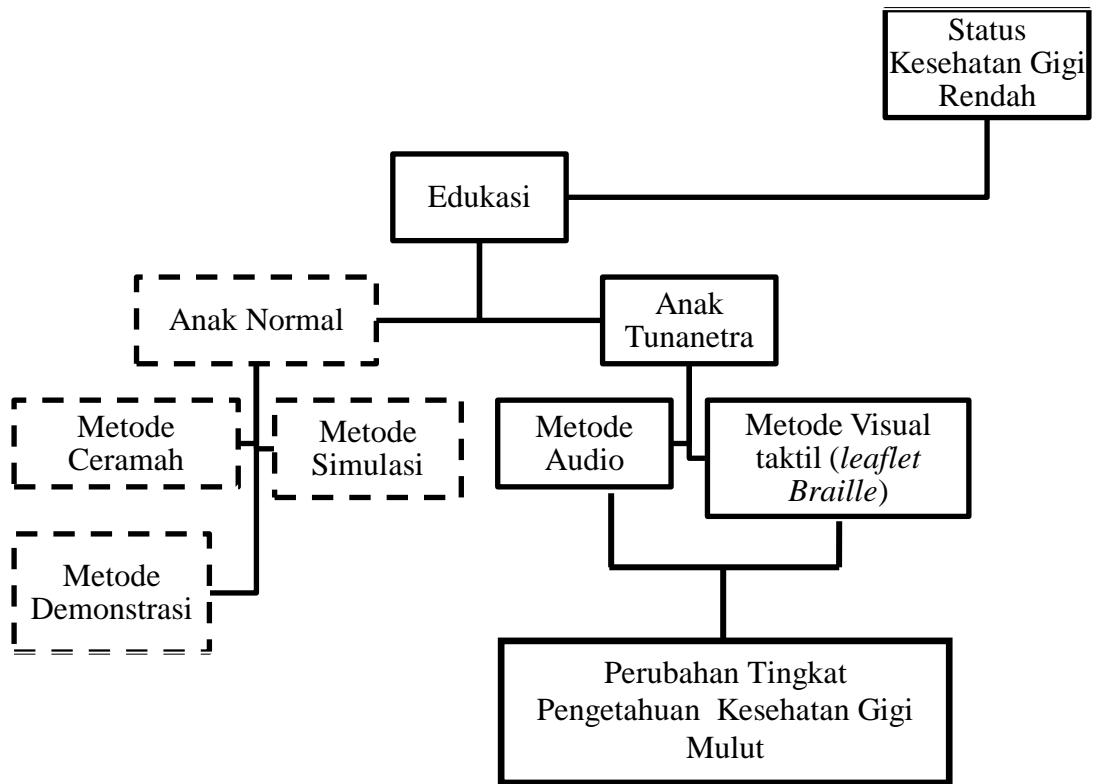 Status
Kesehatan Gigi
Rendah
Edukasi
Anak Normal
Anak
Tunanetra
Metode
Ceramah
Metode
Simulasi
Metode
Audio
Metode Visual
taktil (leaflet
Braille)
Metode
Demonstrasi
Perubahan Tingkat
Pengetahuan Kesehatan Gigi
Mulut